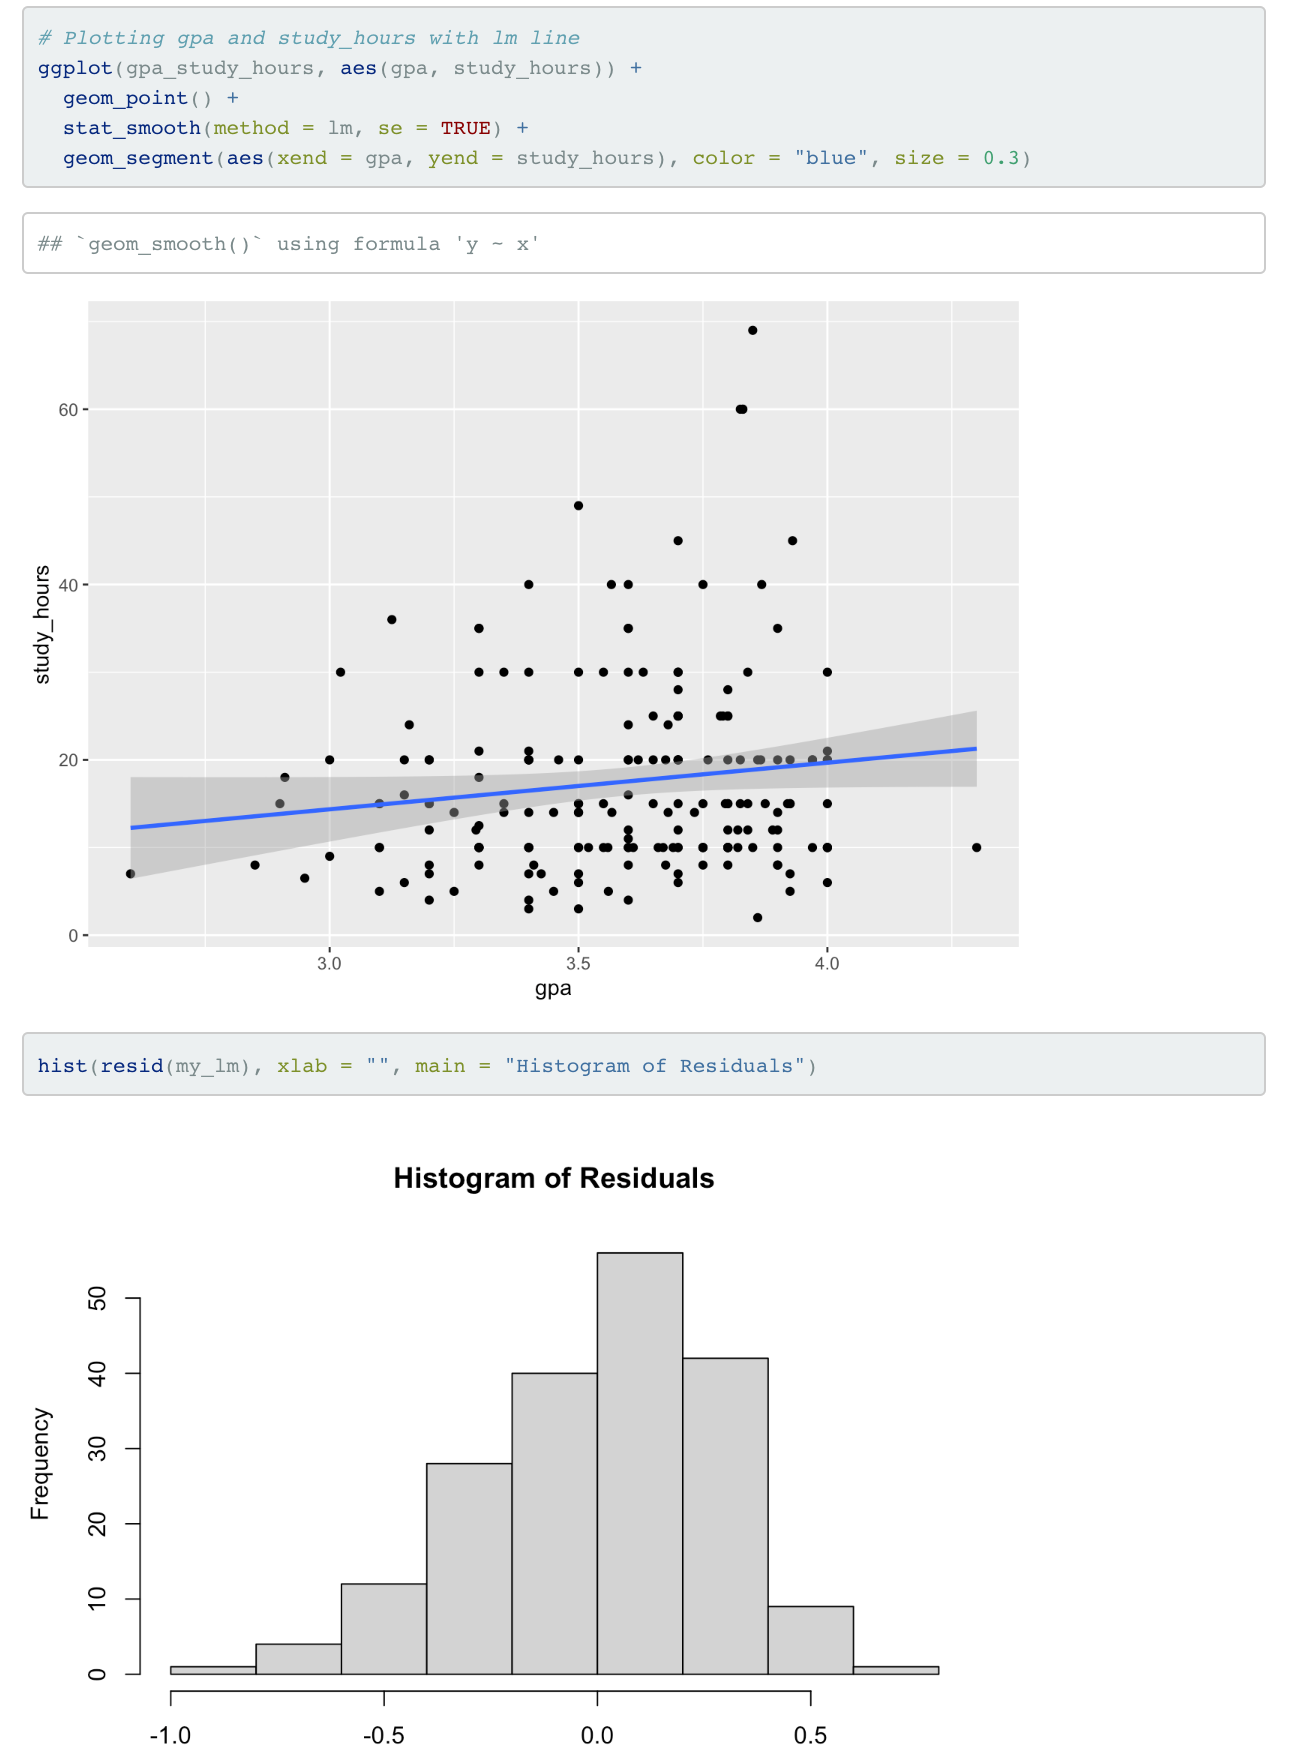 # Plotting gpa and study_hours with lm line
ggplot(gpa_study_hours, aes(gpa, study_hours)) +
  geom_point() +
  stat_smooth(method = lm, se = TRUE) +
  geom_segment(aes(xend = gpa, yend = study_hours), color = "blue", size = 0.3)
## `geom_smooth()` using formula 'y ~ x'
60
40
20
0
study_hours
3.0 3.5 4.0
gpa
hist(resid(my_lm), xlab = "", main = "Histogram of Residuals")
Histogram of Residuals
50
40
30
20
10
0
Frequency
-1.0 -0.5 0.0 0.5